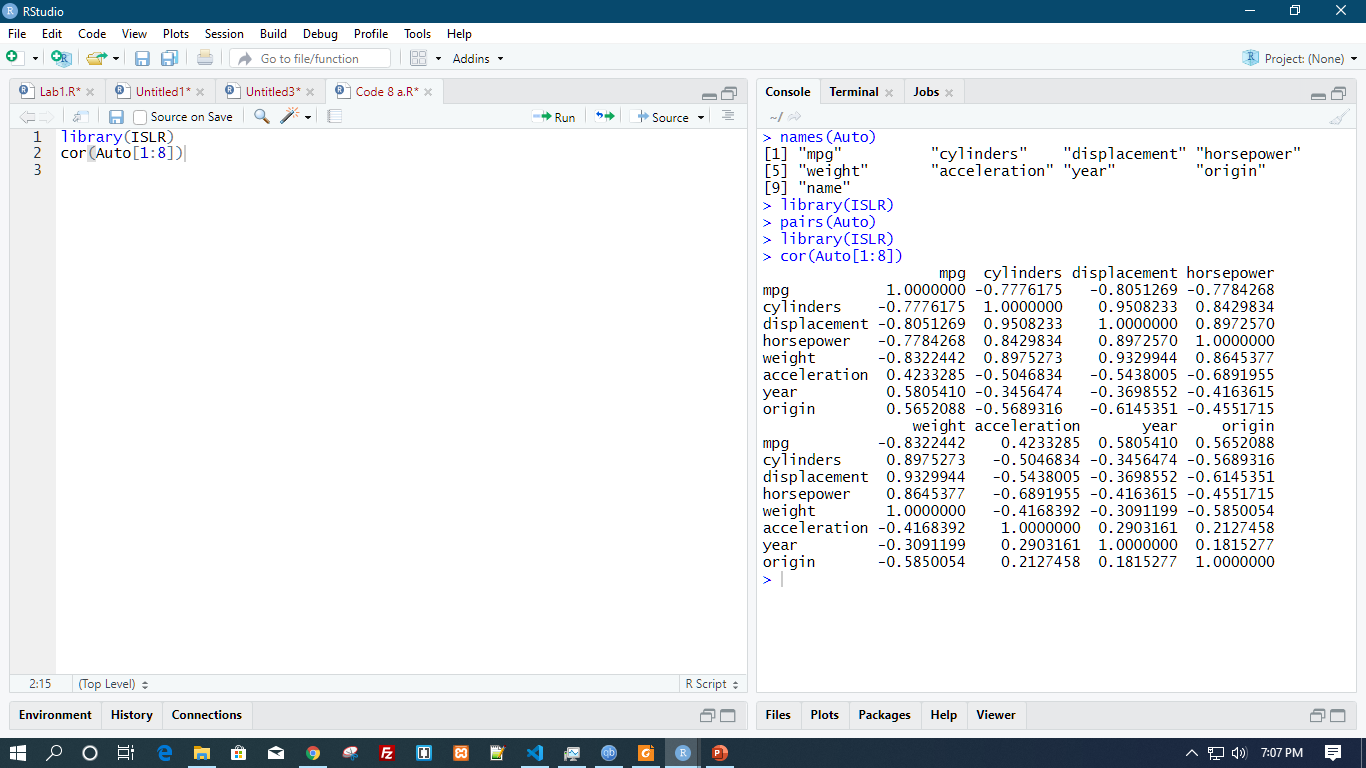 RStudio
File Edit Code View Plots Session Build Debug Profile Tools Help
Go to file/function Addins Project: (None)
Lab1.R* Untitled1* Untitled3* Code 8 a.R*
Source on Save Run Source
1 library(ISLR)
2 cor(Auto[1:8])
3
2:15 (Top Level) R Script
Environment History Connections
Console Terminal Jobs
~/
> names(Auto)
[1] "mpg" "cylinders" "displacement" "horsepower"
[5] "weight" "acceleration" "year" "origin"
[9] "name"
> library(ISLR)
> pairs(Auto)
> library(ISLR)
> cor(Auto[1:8])
mpg cylinders displacement horsepower
mpg 1.0000000 -0.7776175 -0.8051269 -0.7784268
cylinders -0.7776175 1.0000000 0.9508233 0.8429834
displacement -0.8051269 0.9508233 1.0000000 0.8972570
horsepower -0.7784268 0.8429834 0.8972570 1.0000000
weight -0.8322442 0.8975273 0.9329944 0.8645377
acceleration 0.4233285 -0.5046834 -0.5438005 -0.6891955
year 0.5805410 -0.3456474 -0.3698552 -0.4163615
origin 0.5652088 -0.5689316 -0.6145351 -0.4551715
weight acceleration year origin
mpg -0.8322442 0.4233285 0.5805410 0.5652088
cylinders 0.8975273 -0.5046834 -0.3456474 -0.5689316
displacement 0.9329944 -0.5438005 -0.3698552 -0.6145351
horsepower 0.8645377 -0.6891955 -0.4163615 -0.4551715
weight 1.0000000 -0.4168392 -0.3091199 -0.5850054
acceleration -0.4168392 1.0000000 0.2903161 0.2127458
year -0.3091199 0.2903161 1.0000000 0.1815277
origin -0.5850054 0.2127458 0.1815277 1.0000000
>
Files Plots Packages Help Viewer
7:07 PM